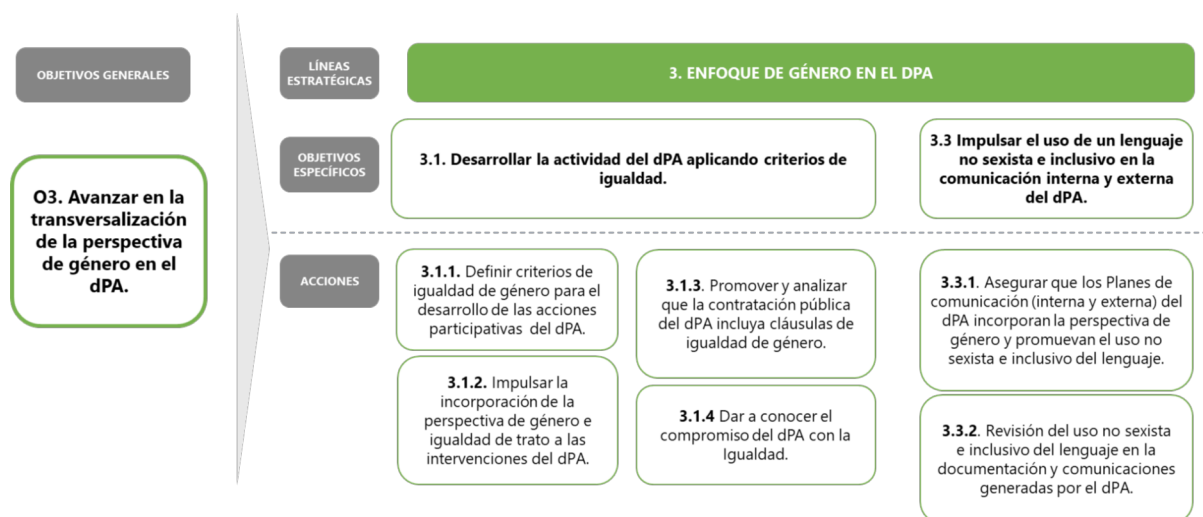 OBJETIVOS GENERALES
O3. Avanzar en la
transversalización
de la perspectiva
de género en el
dPA.
LÍNEAS
ESTRATÉGICAS
3. ENFOQUE DE GÉNERO EN EL DPA
OBJETIVOS
ESPECÍFICOS
3.1. Desarrollar la actividad del dPA aplicando criterios de
igualdad.
3.3 Impulsar el uso de un lenguaje
no sexista e inclusivo en la
comunicación interna y externa
del dPA.
ACCIONES
3.1.1. Definir criterios de
igualdad de género para el
desarrollo de las acciones
participativas del dPA.
3.1.2. Impulsar la
incorporación de la
perspectiva de género e
igualdad de trato a las
intervenciones del dPA.
3.1.3. Promover y analizar
que la contratación pública
del dPA incluya cláusulas de
igualdad de género.
3.1.4 Dar a conocer el
compromiso del dPA con la
Igualdad.
3.3.1. Asegurar que los Planes de
comunicación (interna y externa) del
dPA incorporan la perspectiva de
género y promuevan el uso no
sexista e inclusivo del lenguaje.
3.3.2. Revisión del uso no sexista
e inclusivo del lenguaje en la
documentación y comunicaciones
generadas por el dPA.